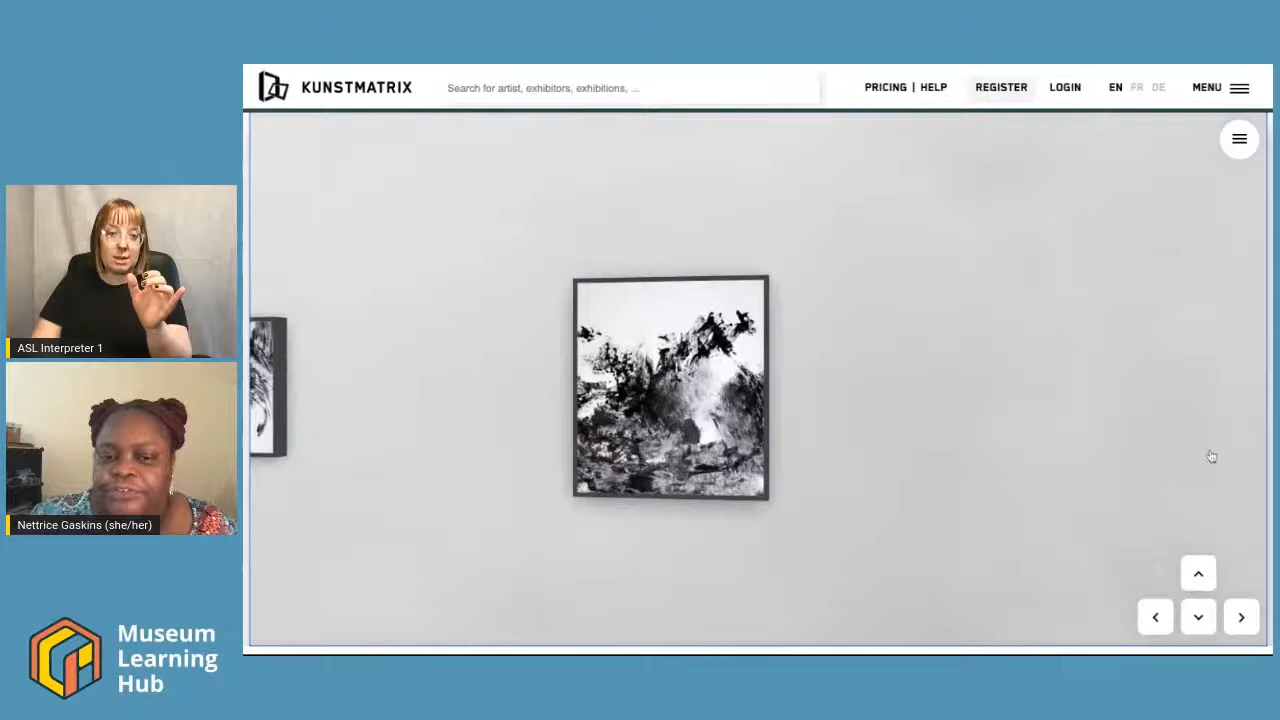 KUNSTMATRIX
Search for artist, exhibitors, exhibitions, ...
PRICING | HELP
REGISTER
LOGIN
EN FR DE
MENU
ASL Interpreter 1
Nettrice Gaskins (she/her)
Museum
Learning
Hub